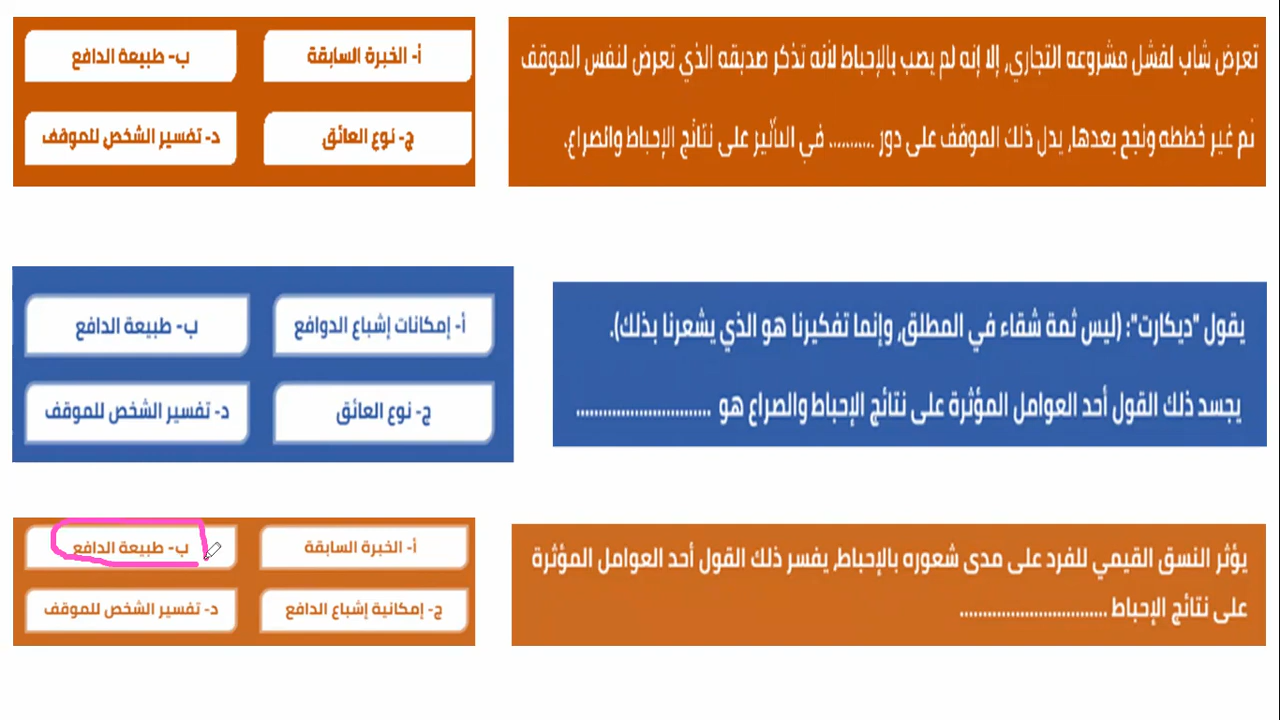 تعرض شاب لفشل مشروعه التجاري، إلا إنه لم يصب بالإحباط لأنه تذكر صديقه الذي تعرض لنفس الموقف
ثم غير خططه ونجح بعدها، يدل ذلك الموقف على دور .......... في التأثير على نتائج الإحباط والصراع.
أ- الخبرة السابقة
ب- طبيعة الدافع
ج- نوع العائق
د- تفسير الشخص للموقف
يقول "ديكارت": (ليس ثمة شقاء في المطلق، وإنما تفكيرنا هو الذي يشعرنا بذلك).
يجسد ذلك القول أحد العوامل المؤثرة على نتائج الإحباط والصراع هو ..............................
أ- إمكانات إشباع الدوافع
ب- طبيعة الدافع
ج- نوع العائق
د- تفسير الشخص للموقف
يؤثر النسق القيمي للفرد على مدى شعوره بالإحباط، يفسر ذلك القول أحد العوامل المؤثرة
على نتائج الإحباط ..............................
أ- الخبرة السابقة
ب- طبيعة الدافع
ج- إمكانية إشباع الدافع
د- تفسير الشخص للموقف